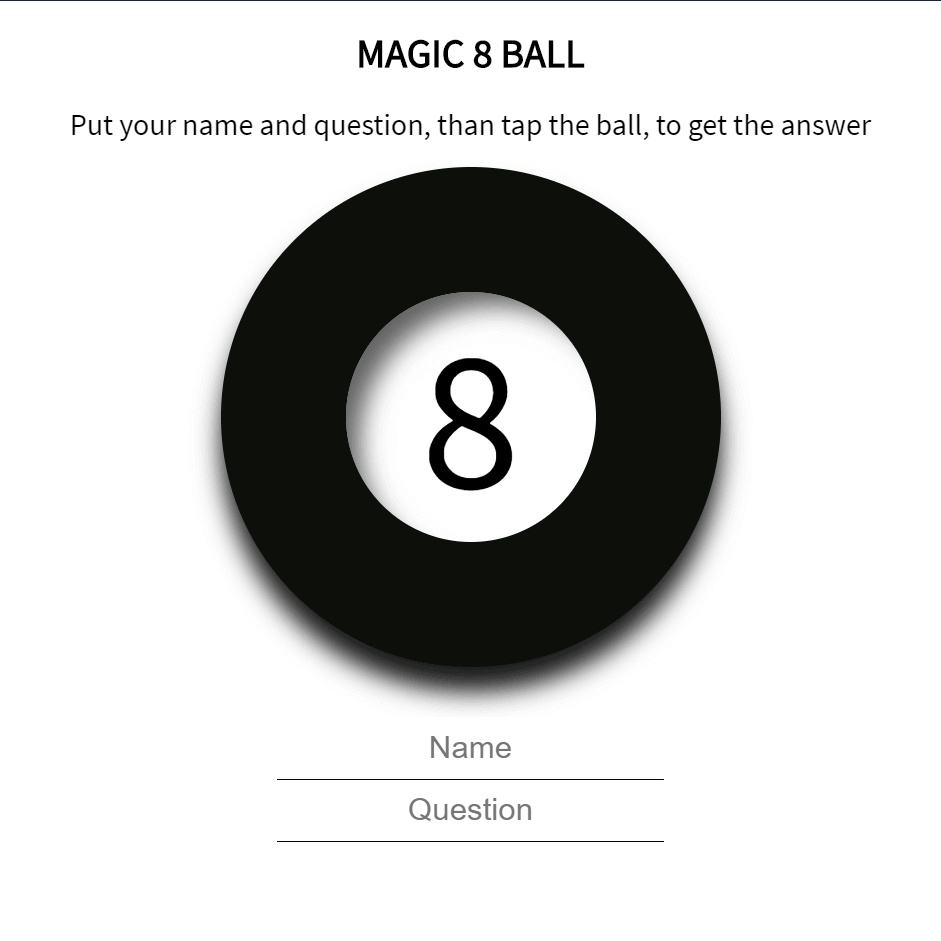 MAGIC 8 BALL
Put your name and question, than tap the ball, to get the answer
8
Name
Question